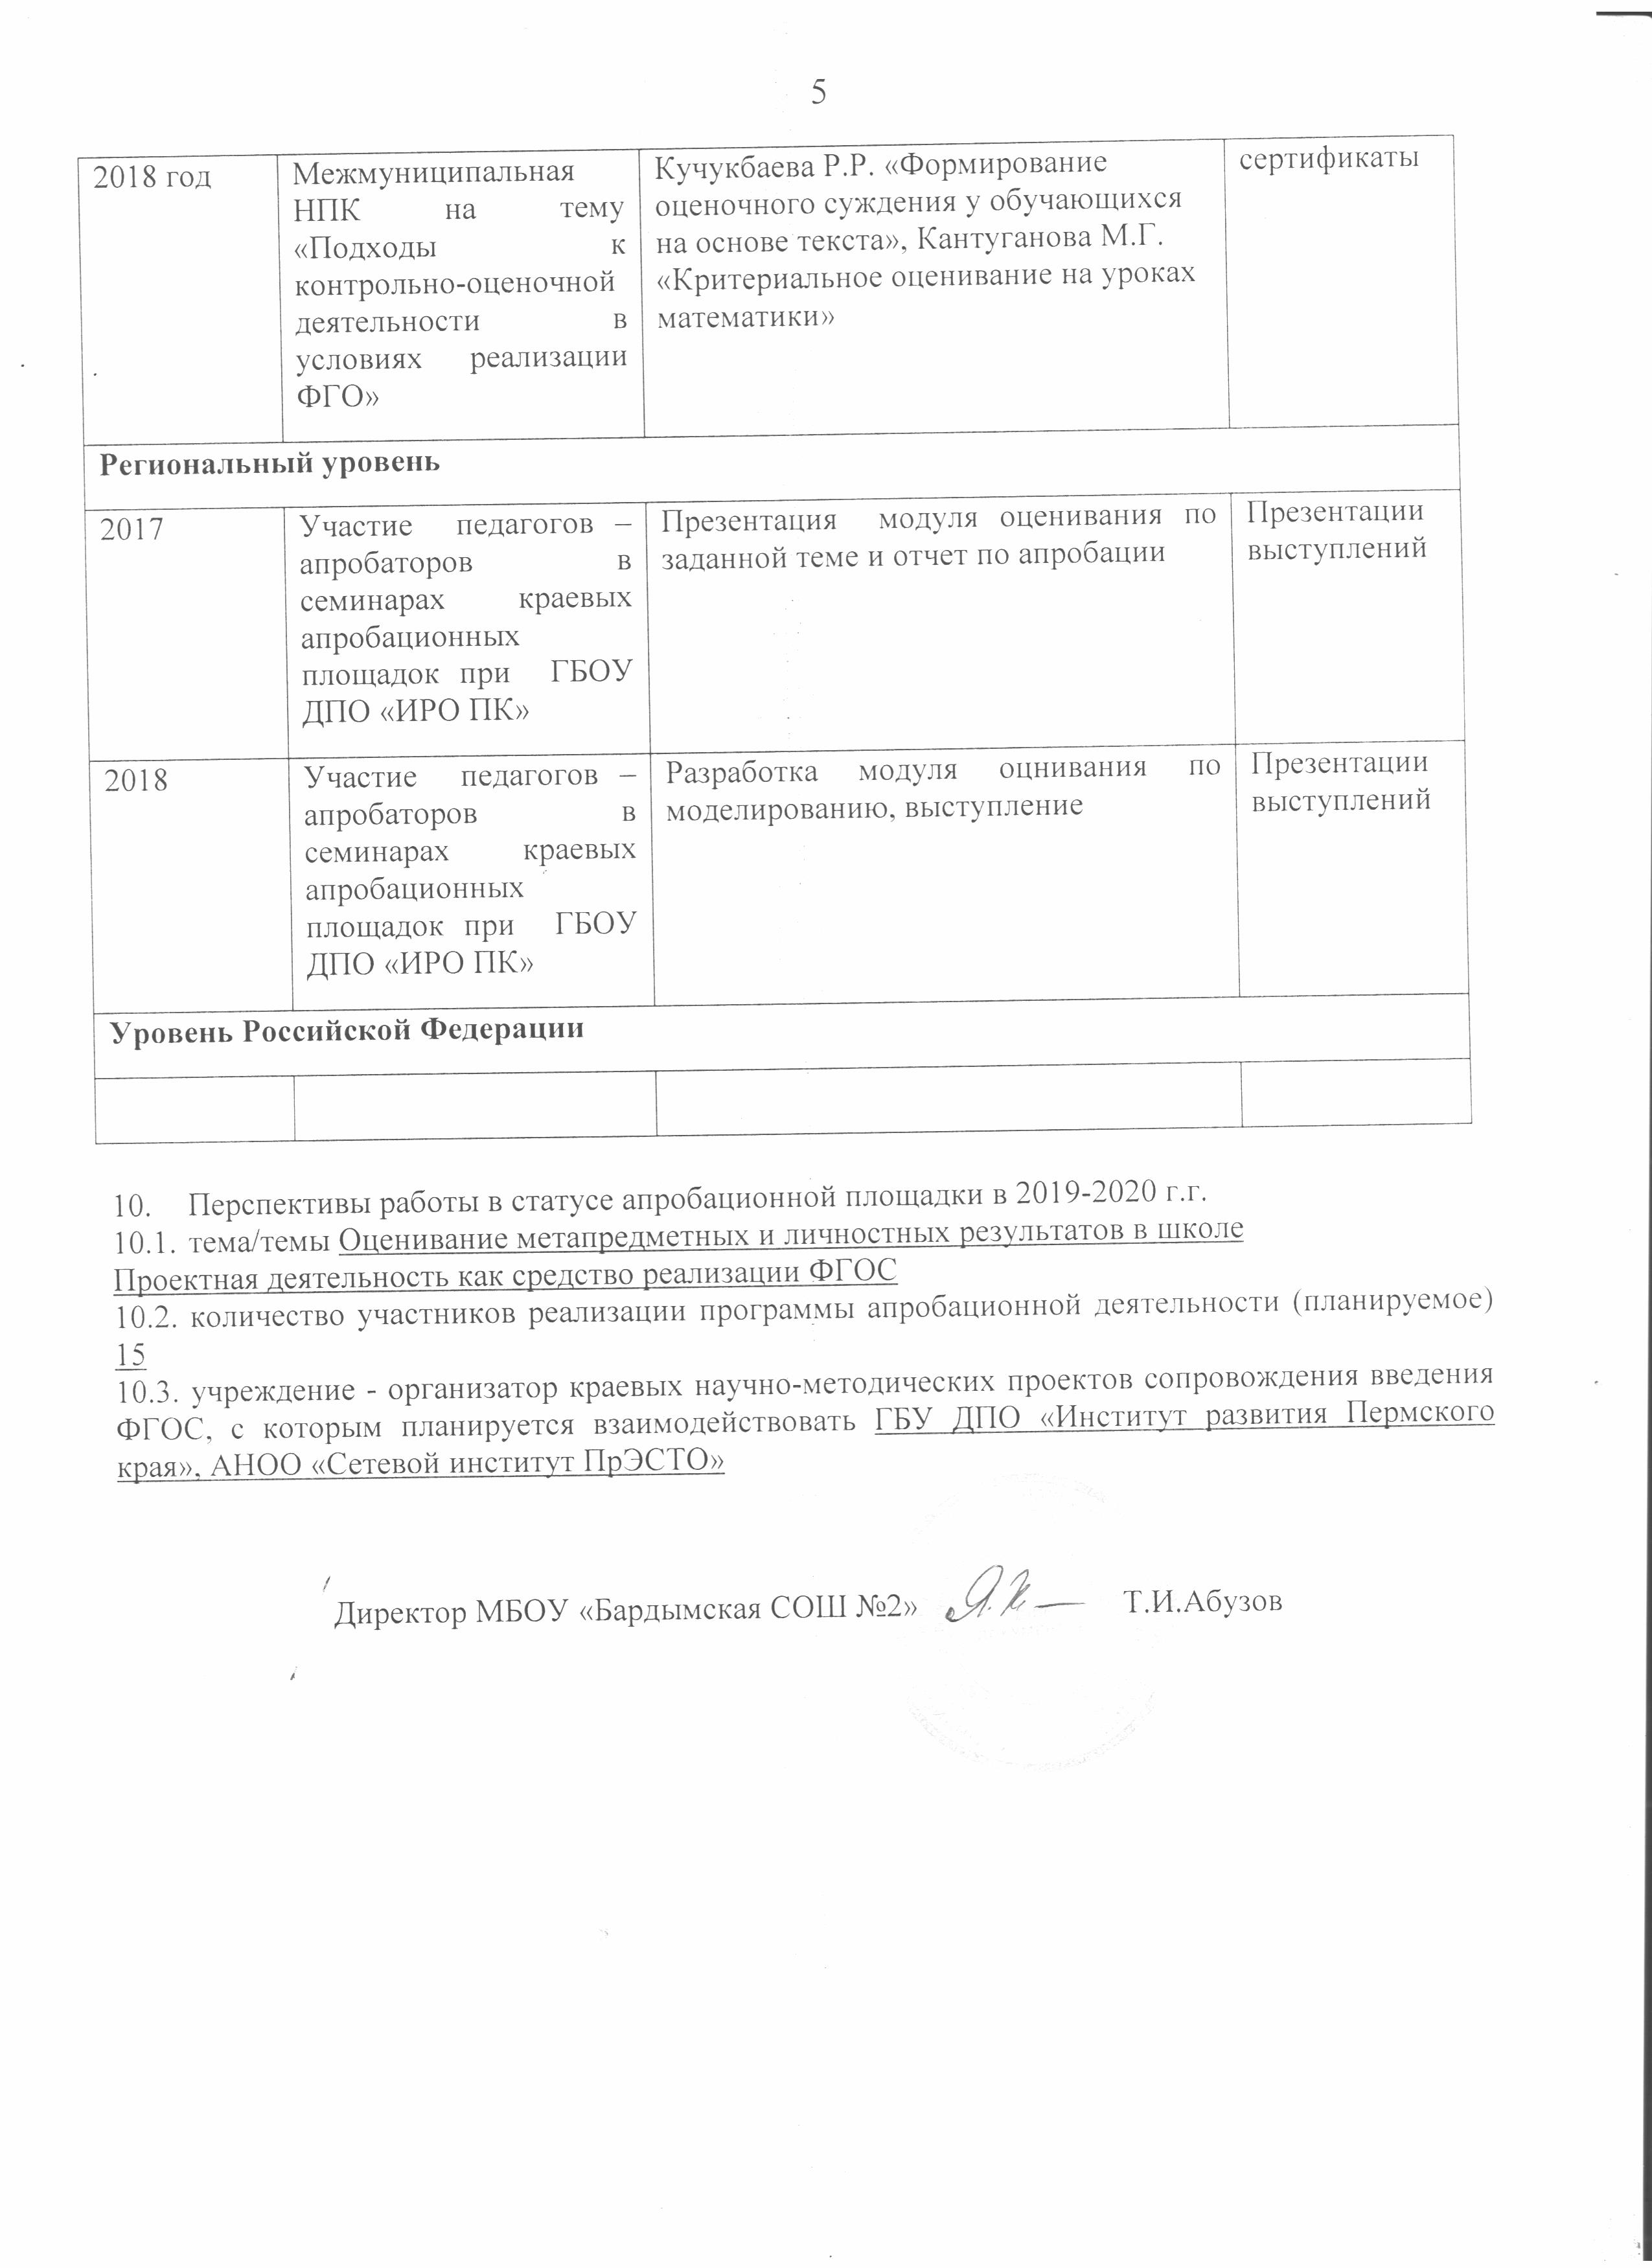 5
2018 год
Межмуниципальная
НПК на тему
«Подходы к
контрольно-оценочной
деятельности в
условиях реализации
ФГО»
Кучукбаева Р.Р. «Формирование
оценочного суждения у обучающихся
на основе текста», Кантуганова М.Г.
«Критериальное оценивание на уроках
математики»
сертификаты
Региональный уровень
2017
Участие педагогов –
апробаторов в
семинарах краевых
апробационных
площадок при ГБОУ
ДПО «ИРО ПК»
Презентация модуля оценивания по
заданной теме и отчет по апробации
Презентации
выступлений
2018
Участие педагогов –
апробаторов в
семинарах краевых
апробационных
площадок при ГБОУ
ДПО «ИРО ПК»
Разработка модуля оцнивания по
моделированию, выступление
Презентации
выступлений
Уровень Российской Федерации
10. Перспективы работы в статусе апробационной площадки в 2019-2020 г.г.
10.1. тема/темы Оценивание метапредметных и личностных результатов в школе
Проектная деятельность как средство реализации ФГОС
10.2. количество участников реализации программы апробационной деятельности (планируемое)
15
10.3. учреждение - организатор краевых научно-методических проектов сопровождения введения
ФГОС, с которым планируется взаимодействовать ГБУ ДПО «Институт развития Пермского
края», АНОО «Сетевой институт ПрЭСТО»
Директор МБОУ «Бардымская СОШ №2» Т.И.Абузов